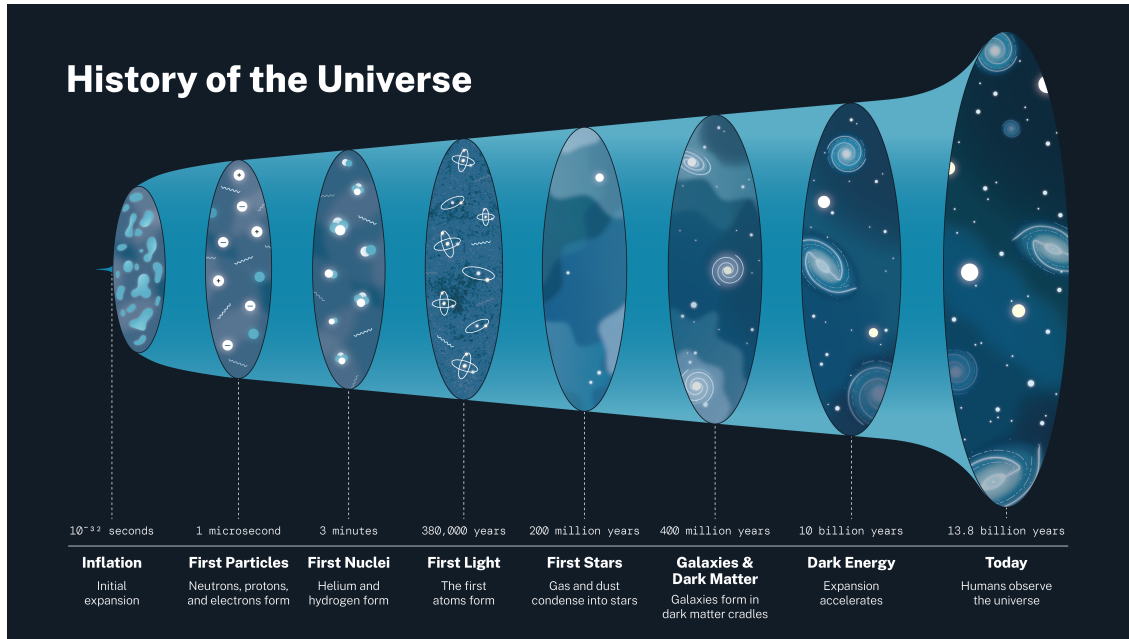 History of the Universe
10⁻³² seconds
1 microsecond
3 minutes
380,000 years
200 million years
400 million years
10 billion years
13.8 billion years
Inflation
Initial
expansion
First Particles
Neutrons, protons,
and electrons form
First Nuclei
Helium and
hydrogen form
First Light
The first
atoms form
First Stars
Gas and dust
condense into stars
Galaxies &
Dark Matter
Galaxies form in
dark matter cradles
Dark Energy
Expansion
accelerates
Today
Humans observe
the universe